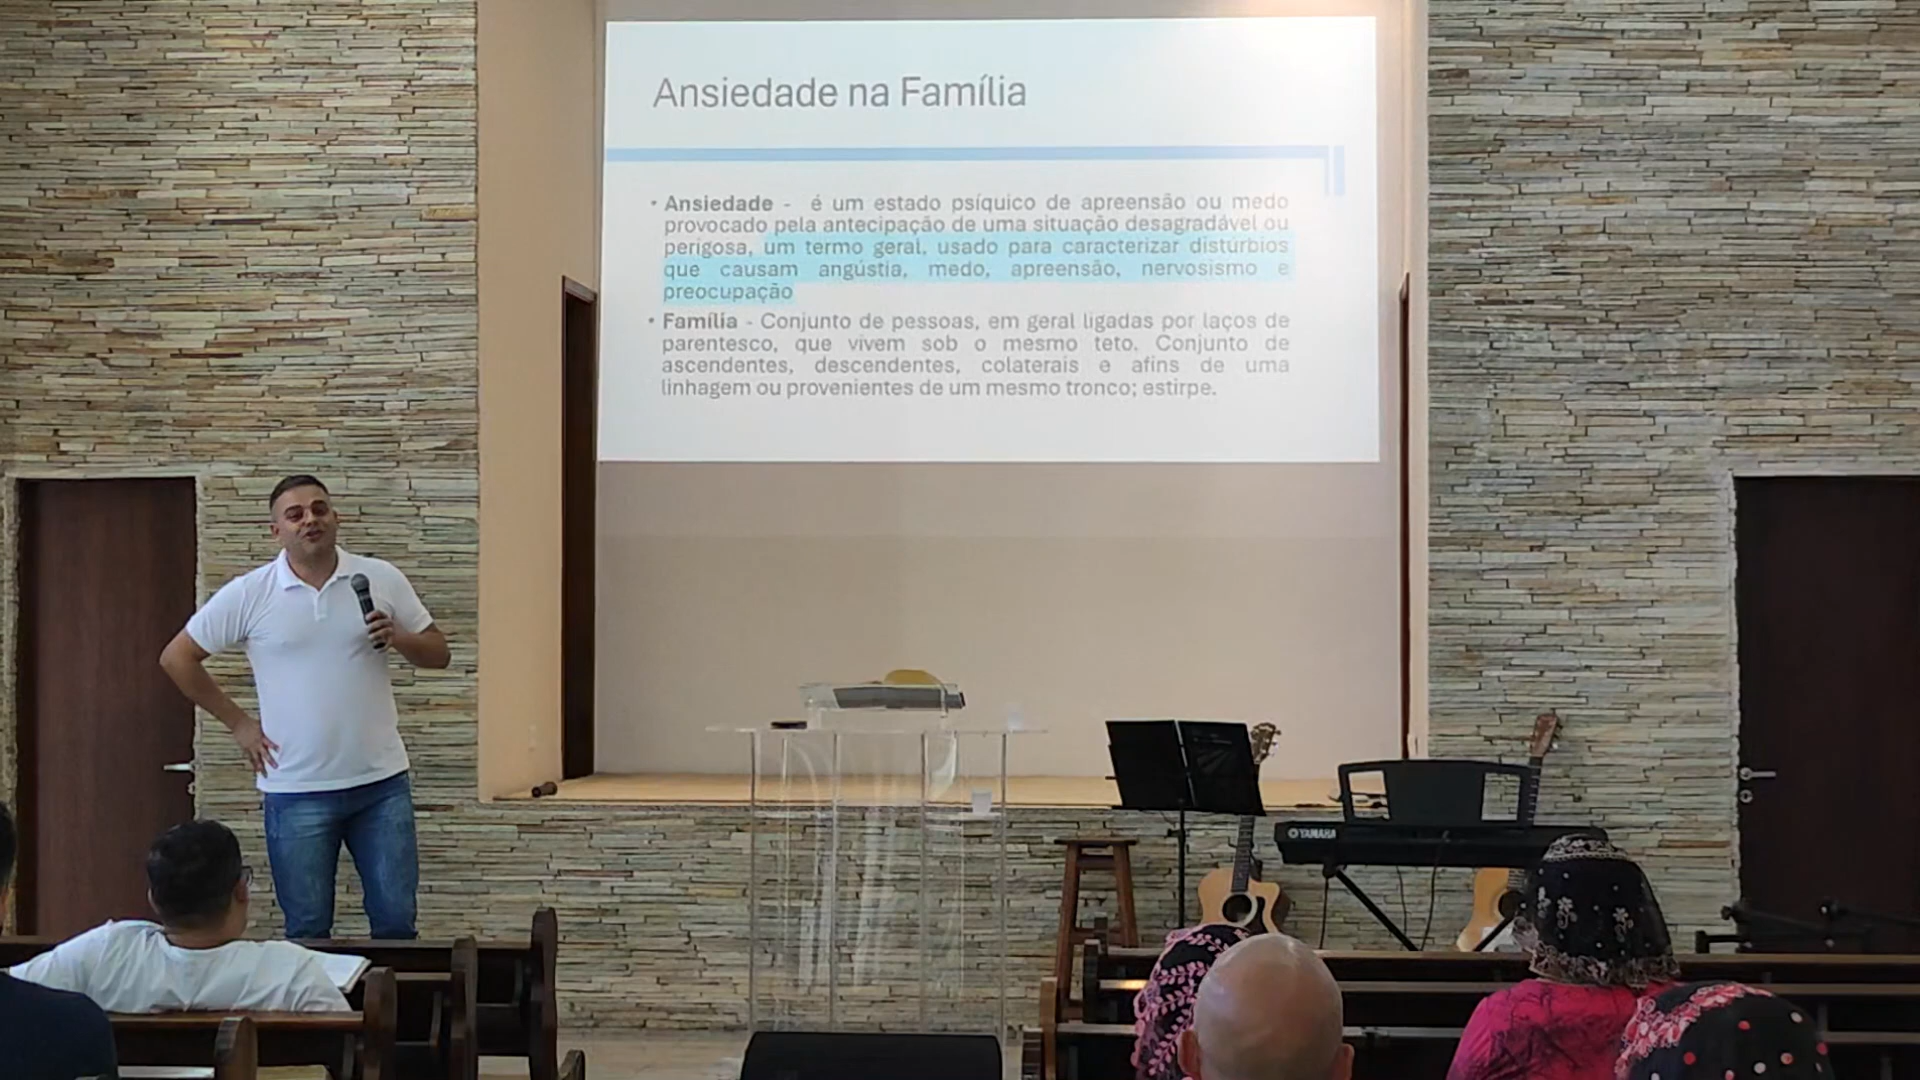 Ansiedade na Família
• Ansiedade - é um estado psíquico de apreensão ou medo
provocado pela antecipação de uma situação desagradável ou
perigosa, um termo geral, usado para caracterizar distúrbios
que causam angústia, medo, apreensão, nervosismo e
preocupação
• Família - Conjunto de pessoas, em geral ligadas por laços de
parentesco, que vivem sob o mesmo teto. Conjunto de
ascendentes, descendentes, colaterais e afins de uma
linhagem ou provenientes de um mesmo tronco; estirpe.
YAMAHA